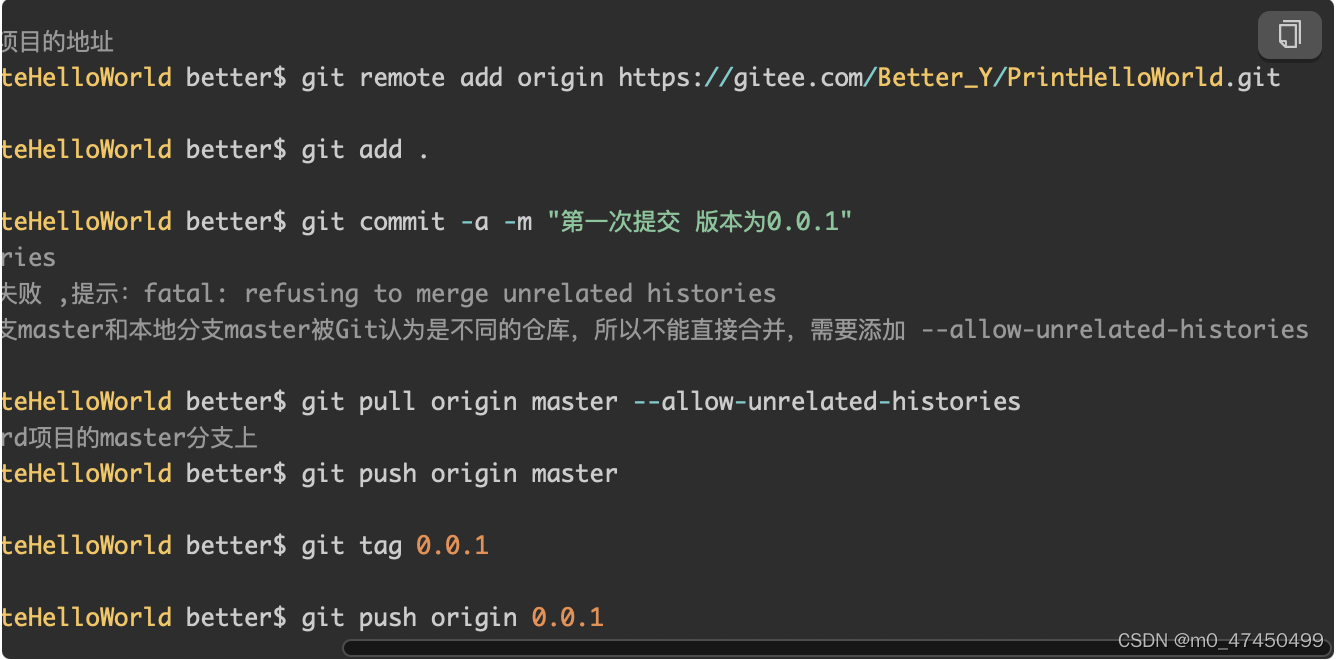 项目的地址
teHelloWorld better$ git remote add origin https://gitee.com/Better_Y/PrintHelloWorld.git
teHelloWorld better$ git add .
teHelloWorld better$ git commit -a -m "第一次提交 版本为0.0.1"
ries
失败 ,提示：fatal: refusing to merge unrelated histories
支master和本地分支master被Git认为是不同的仓库，所以不能直接合并，需要添加 --allow-unrelated-histories
teHelloWorld better$ git pull origin master --allow-unrelated-histories
rd项目的master分支上
teHelloWorld better$ git push origin master
teHelloWorld better$ git tag 0.0.1
teHelloWorld better$ git push origin 0.0.1
CSDN @m0_47450499